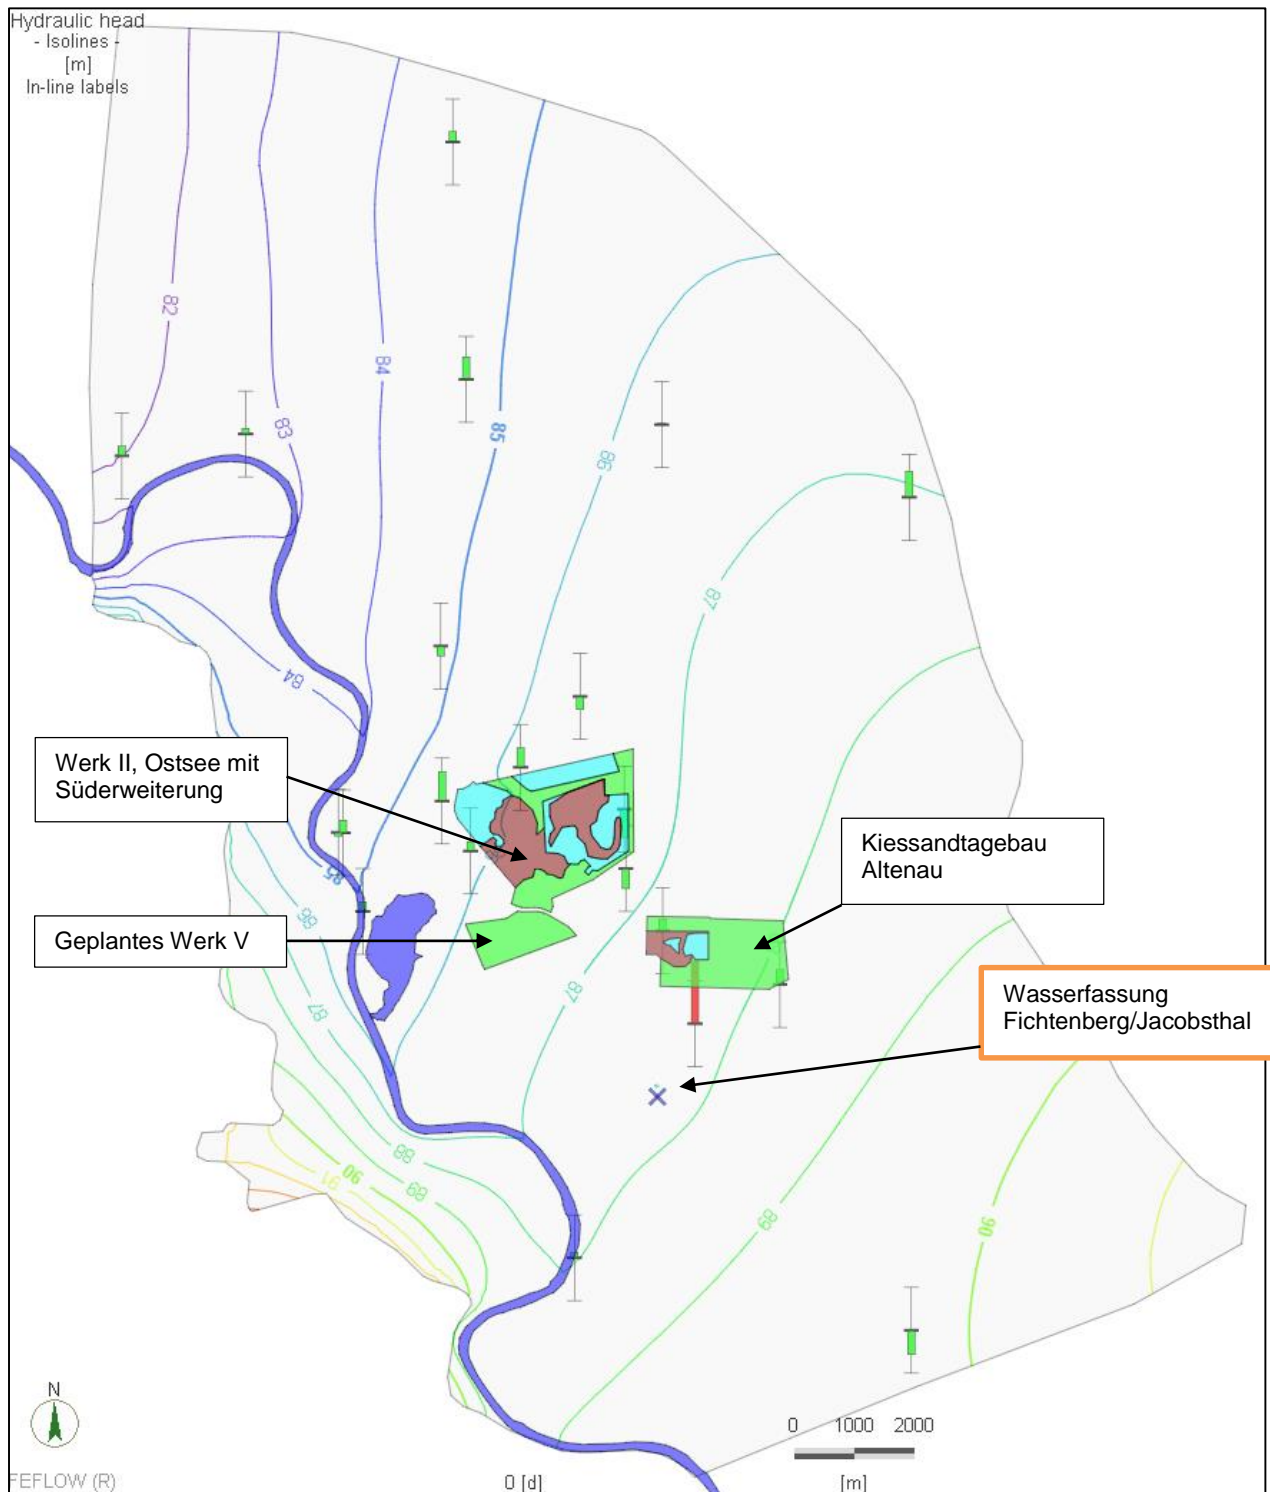 Hydraulic head
- Isolines -
[m]
In-line labels
82
83
84
85
86
87
84
85
86
87
88
89
90
91
87
89
90
Werk II, Ostsee mit
Süderweiterung
Geplantes Werk V
Kiessandtagebau
Altenau
Wasserfassung
Fichtenberg/Jacobsthal
N
0 1000 2000
FEFLOW (R)
0 [d]
[m]